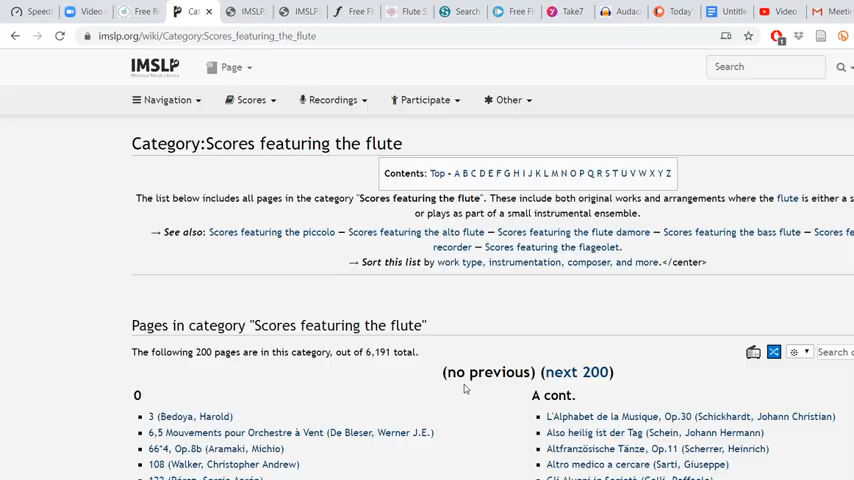 Speed
Video
Free R
Cat
IMSLP:
IMSLP
Free Fl
Flute S
Search
Free Fl
Take7
Audac
Today'
Untitle
Video
Meetin
imslp.org/wiki/Category:Scores_featuring_the_flute
IMSLP
Page
Search
Navigation
Scores
Recordings
Participate
Other
Category:Scores featuring the flute
Contents: Top - A B C D E F G H I J K L M N O P Q R S T U V W X Y Z
The list below includes all pages in the category "Scores featuring the flute". These include both original works and arrangements where the flute is either a s
or plays as part of a small instrumental ensemble.
→ See also: Scores featuring the piccolo — Scores featuring the alto flute — Scores featuring the flute damore — Scores featuring the bass flute — Scores fe
recorder — Scores featuring the flageolet.
→ Sort this list by work type, instrumentation, composer, and more.</center>
Pages in category "Scores featuring the flute"
The following 200 pages are in this category, out of 6,191 total.
Search c
(no previous) (next 200)
0
3 (Bedoya, Harold)
6,5 Mouvements pour Orchestre à Vent (De Bleser, Werner J.E.)
66°4, Op.8b (Aramaki, Michio)
108 (Walker, Christopher Andrew)
A cont.
L'Alphabet de la Musique, Op.30 (Schickhardt, Johann Christian)
Also heilig ist der Tag (Schein, Johann Hermann)
Altfranzösische Tänze, Op.11 (Scherrer, Heinrich)
Altro medico a cercare (Sarti, Giuseppe)